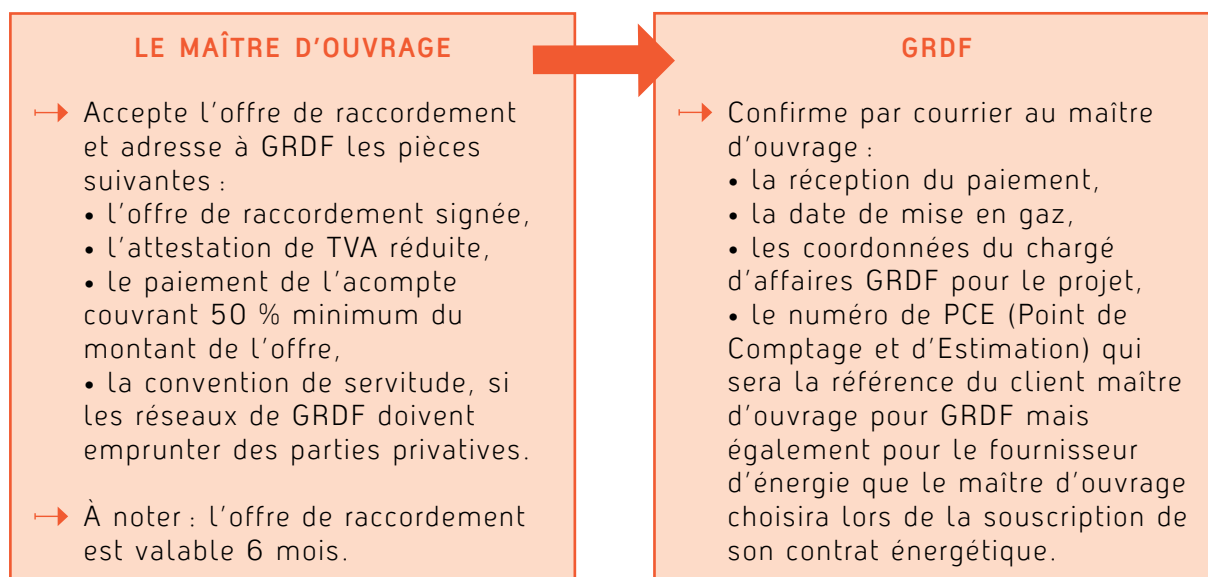 LE MAÎTRE D'OUVRAGE
Accepte l'offre de raccordement
et adresse à GRDF les pièces
suivantes :
• l'offre de raccordement signée,
• l'attestation de TVA réduite,
• le paiement de l'acompte
couvrant 50 % minimum du
montant de l'offre,
• la convention de servitude, si
les réseaux de GRDF doivent
emprunter des parties privatives.
À noter : l'offre de raccordement
est valable 6 mois.
GRDF
Confirme par courrier au maître
d'ouvrage :
• la réception du paiement,
• la date de mise en gaz,
• les coordonnées du chargé
d'affaires GRDF pour le projet,
• le numéro de PCE (Point de
Comptage et d'Estimation) qui
sera la référence du client maître
d'ouvrage pour GRDF mais
également pour le fournisseur
d'énergie que le maître d'ouvrage
choisira lors de la souscription de
son contrat énergétique.